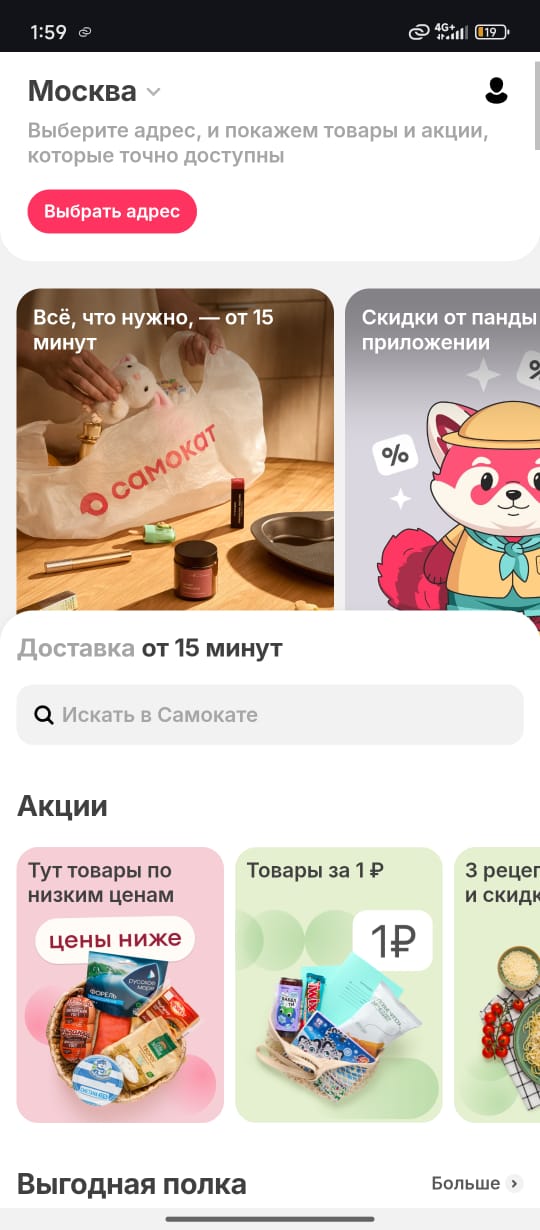 1:59
4G+
19
Москва
Выберите адрес, и покажем товары и акции,
которые точно доступны
Выбрать адрес
Всё, что нужно, — от 15
минут
самокат
Скидки от панды
приложении
%
%
Доставка от 15 минут
Искать в Самокате
Акции
Тут товары по
низким ценам
цены ниже
русское
море
ФОРЕЛЬ
Товары за 1 ₽
1₽
3 рецеп
и скидк
Выгодная полка
Больше